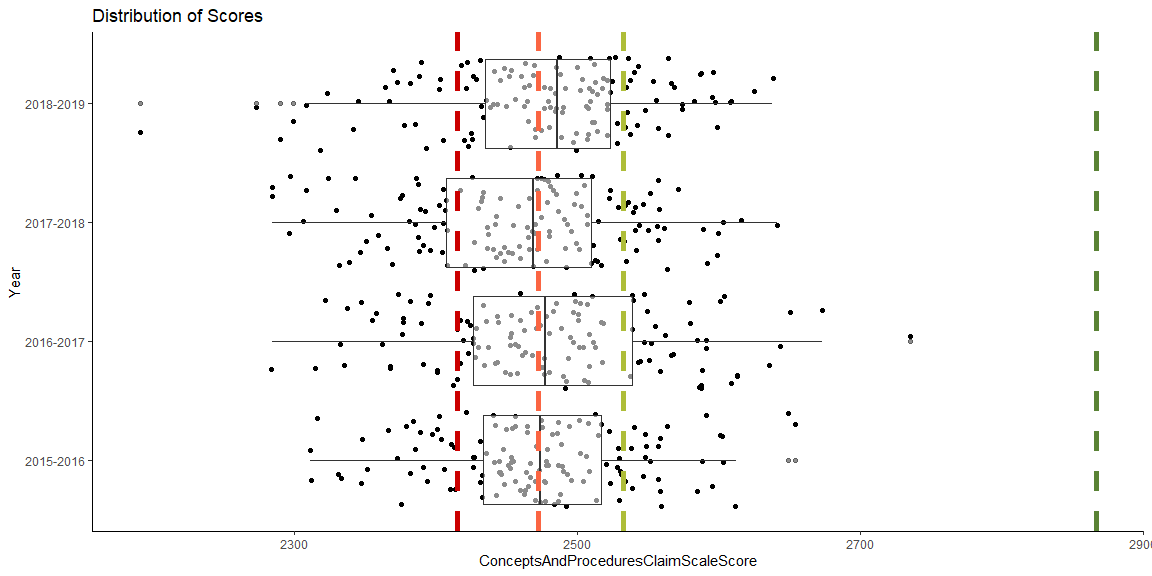 Distribution of Scores
Year
2018-2019
2017-2018
2016-2017
2015-2016
2300 2500 2700 2900
ConceptsAndProceduresClaimScaleScore